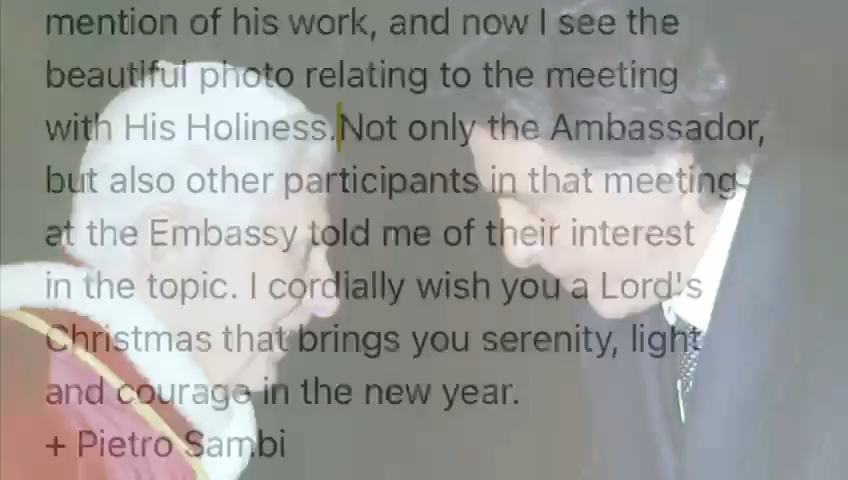 mention of his work, and now I see the
beautiful photo relating to the meeting
with His Holiness.Not only the Ambassador,
but also other participants in that meeting
at the Embassy told me of their interest
in the topic. I cordially wish you a Lord's
Christmas that brings you serenity, light
and courage in the new year.
+ Pietro Sambi